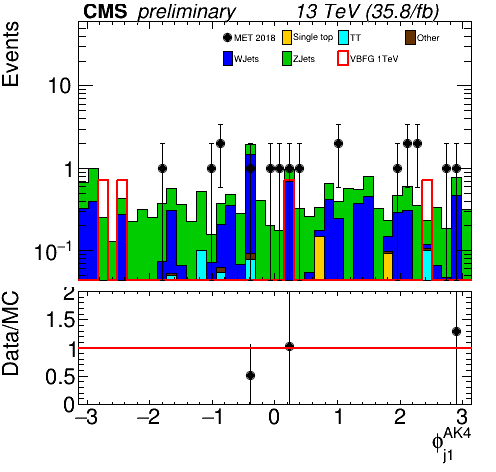 CMS preliminary 13 TeV (35.8/fb)
Events
MET 2018 Single top TT Other
WJets ZJets VBFG 1TeV
10
1
10⁻¹
Data/MC
2
1.5
1
0.5
0
−3 −2 −1 0 1 2 3
ϕ_{j1}^{AK4}